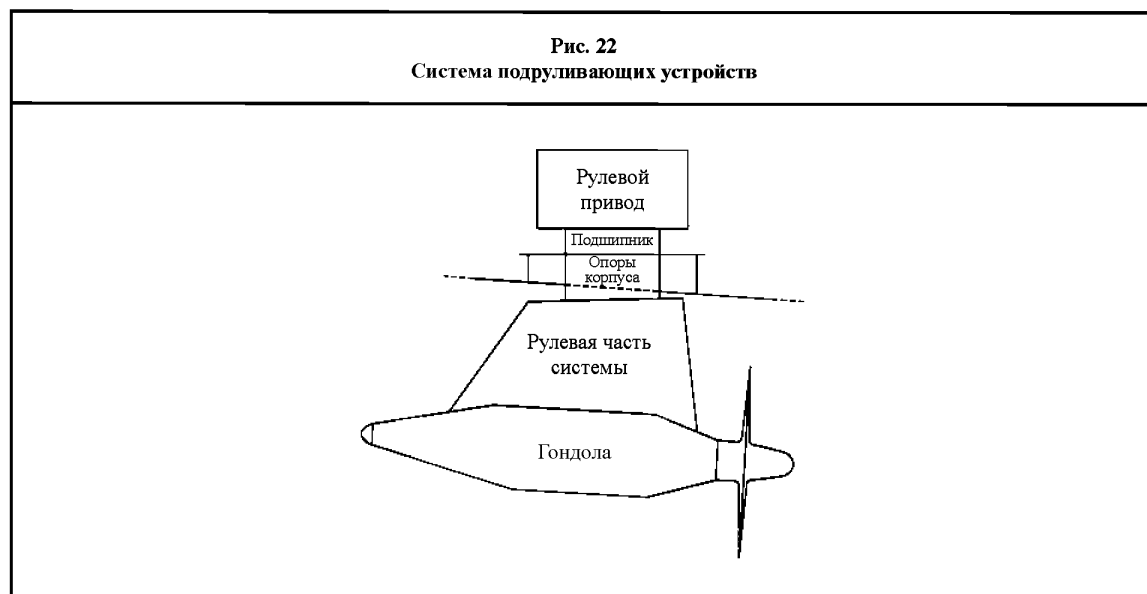 Рис. 22
Система подруливающих устройств
Рулевой
привод
Подшипник
Опоры
корпуса
Рулевая часть
системы
Гондола